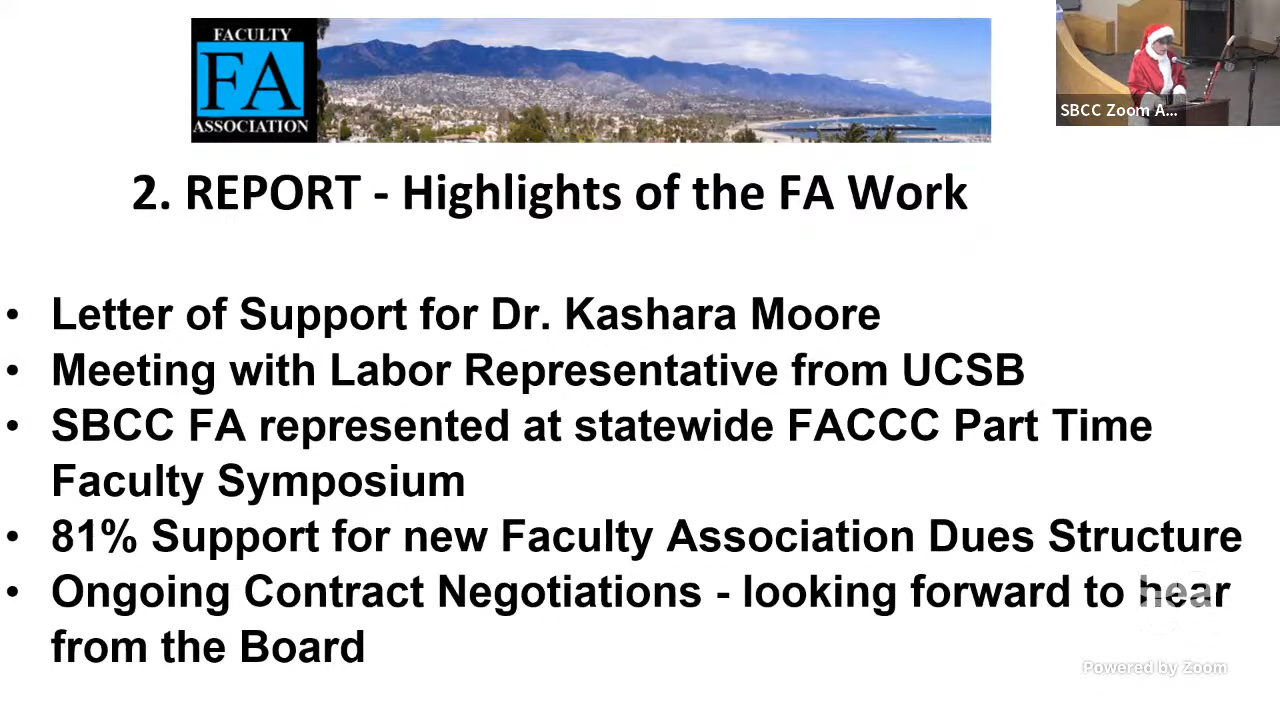 FACULTY
FA
ASSOCIATION
SBCC Zoom A...
2. REPORT - Highlights of the FA Work
• Letter of Support for Dr. Kashara Moore
• Meeting with Labor Representative from UCSB
• SBCC FA represented at statewide FACCC Part Time
Faculty Symposium
• 81% Support for new Faculty Association Dues Structure
• Ongoing Contract Negotiations - looking forward to hear
from the Board
Powered by Zoom